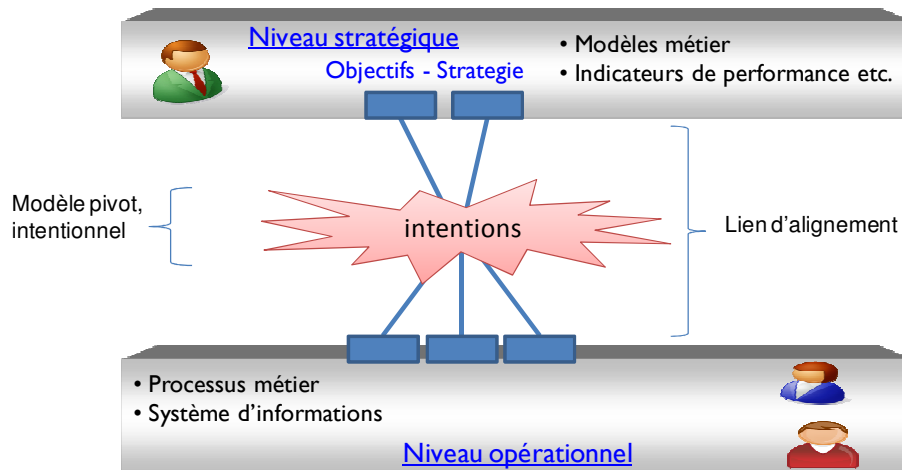 Niveau stratégique
Objectifs - Strategie
• Modèles métier
• Indicateurs de performance etc.
Modèle pivot,
intentionnel
intentions
Lien d'alignement
• Processus métier
• Système d'informations
Niveau opérationnel